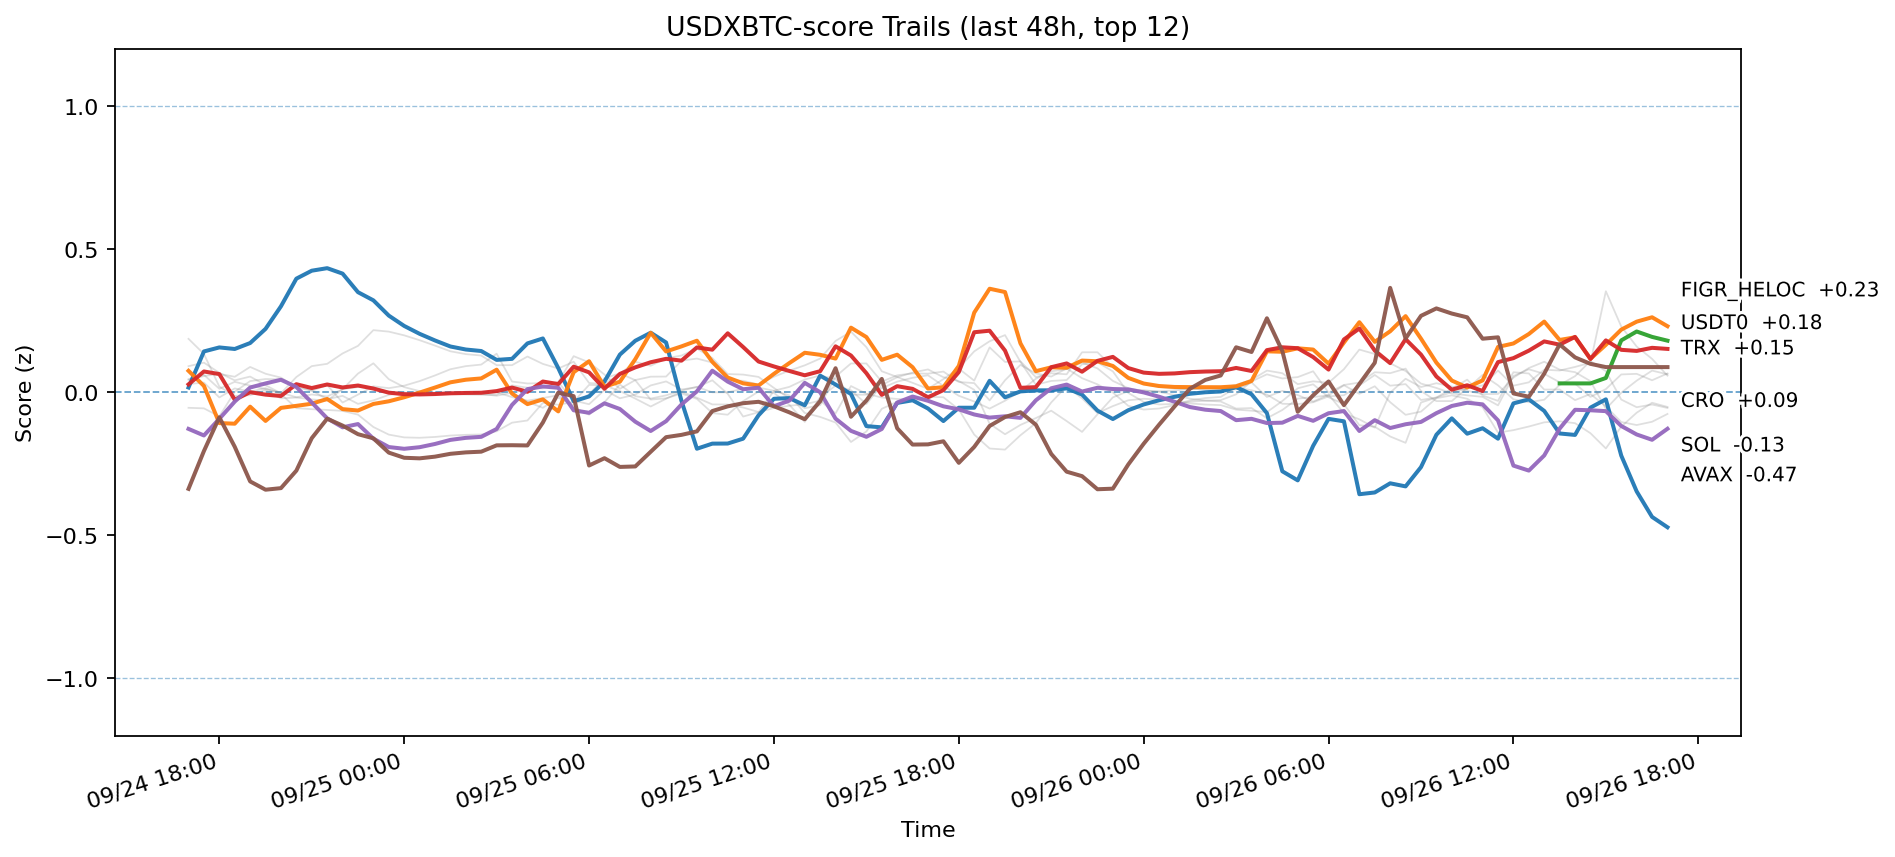 USDXBTC-score Trails (last 48h, top 12)
Score (z)
1.0
0.5
0.0
−0.5
−1.0
FIGR_HELOC +0.23
USDT0 +0.18
TRX +0.15
CRO +0.09
SOL -0.13
AVAX -0.47
09/24 18:00
09/25 00:00
09/25 06:00
09/25 12:00
09/25 18:00
09/26 00:00
09/26 06:00
09/26 12:00
09/26 18:00
Time